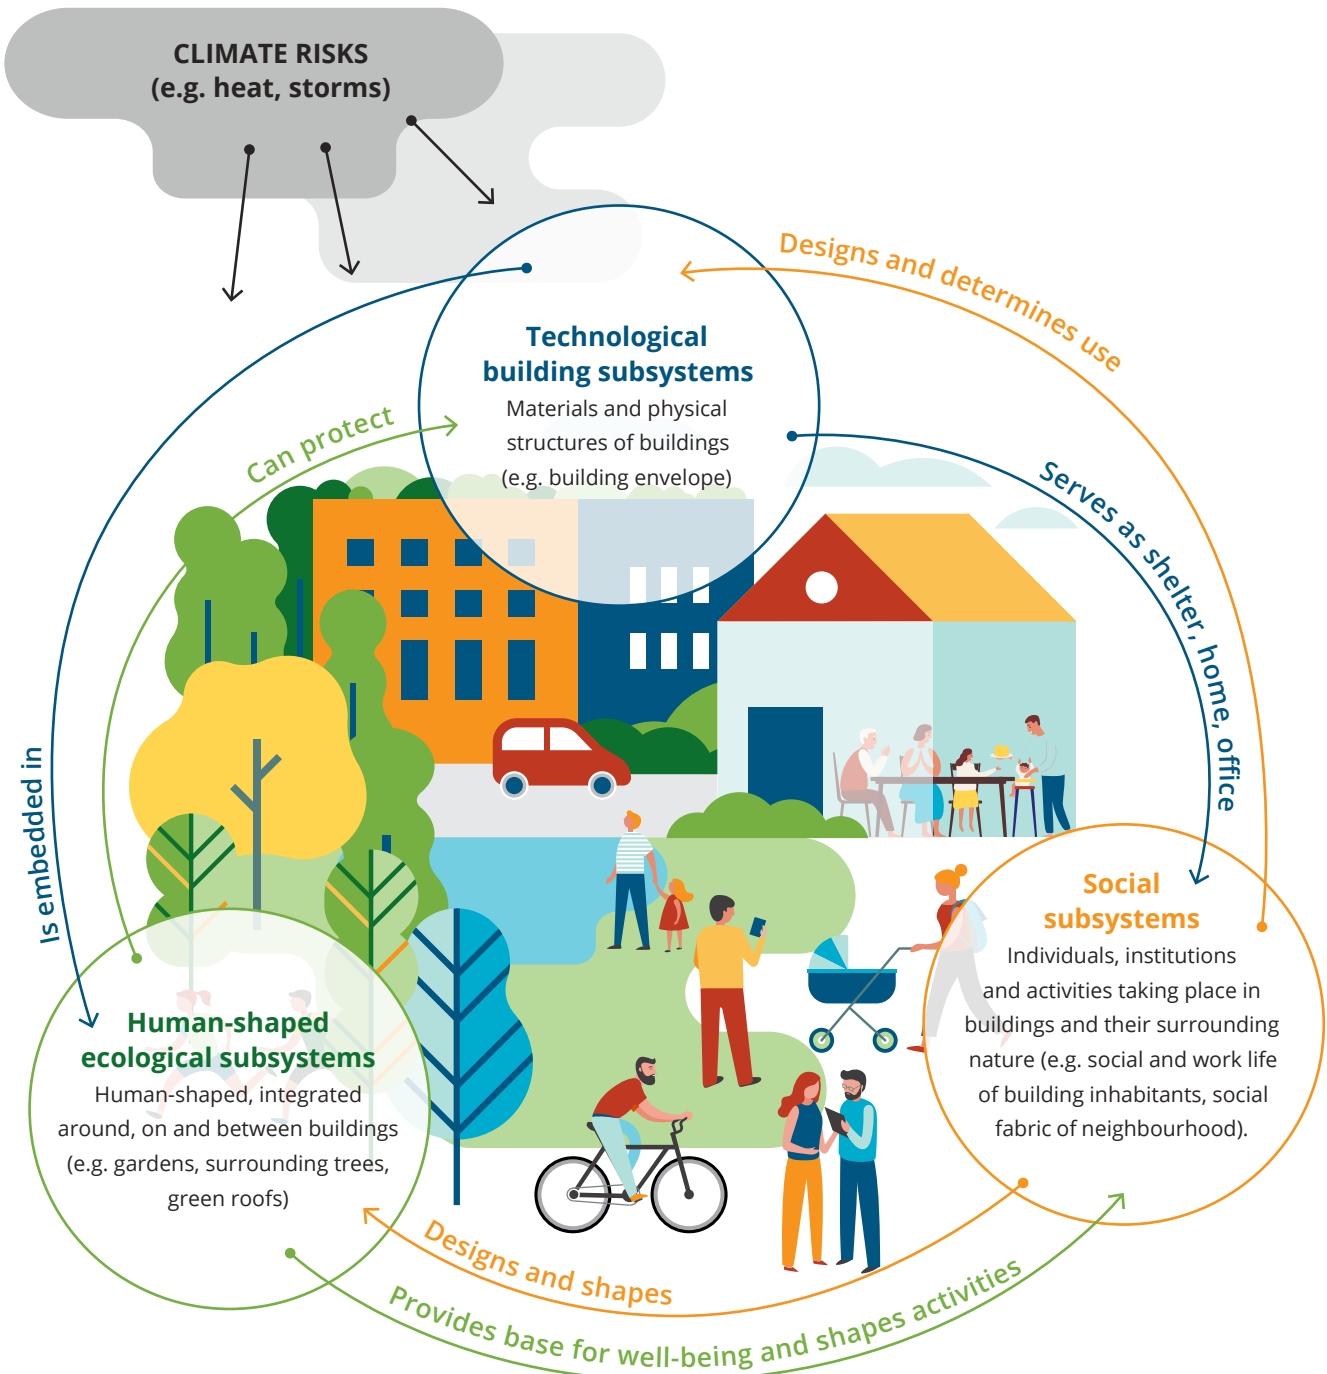 CLIMATE RISKS
(e.g. heat, storms)
Designs and determines use
Technological
building subsystems
Materials and physical
structures of buildings
(e.g. building envelope)
Can protect
Serves as shelter, home, office
Is embedded in
Social
subsystems
Individuals, institutions
and activities taking place in
buildings and their surrounding
nature (e.g. social and work life
of building inhabitants, social
fabric of neighbourhood).
Human-shaped
ecological subsystems
Human-shaped, integrated
around, on and between buildings
(e.g. gardens, surrounding trees,
green roofs)
Designs and shapes
Provides base for well-being and shapes activities